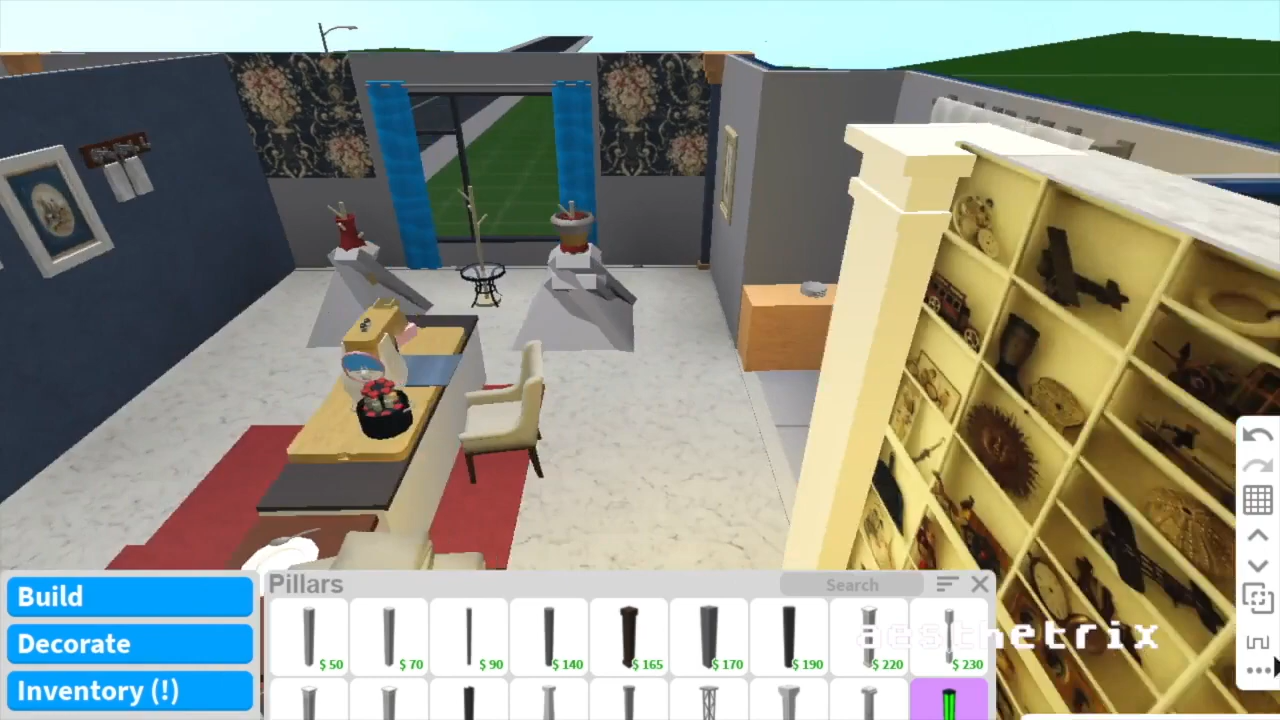 Pillars
Search
Build
Decorate
Inventory (!)
$ 50
$ 70
$ 90
$ 140
$ 165
$ 170
$ 190
$ 220
$ 230
aesthetrix